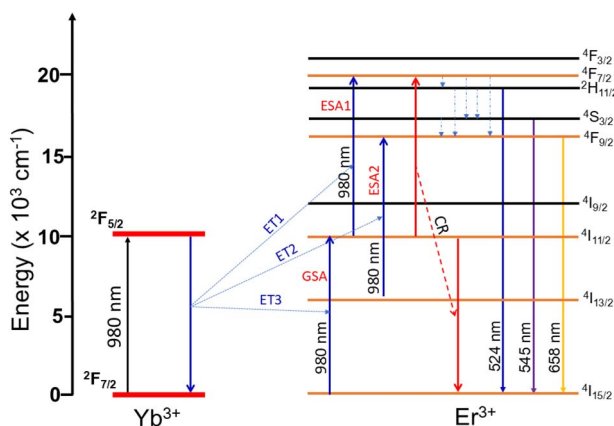 Energy (x 10³ cm⁻¹)
20
15
10
5
0
²F₅/₂
²F₇/₂
980 nm
Yb³⁺
ET1
ET2
ET3
ESA1
980 nm
ESA2
980 nm
GSA
980 nm
CR
524 nm
545 nm
658 nm
⁴F₃/₂
⁴F₇/₂
²H₁₁/₂
⁴S₃/₂
⁴F₉/₂
⁴I₉/₂
⁴I₁₁/₂
⁴I₁₃/₂
⁴I₁₅/₂
Er³⁺